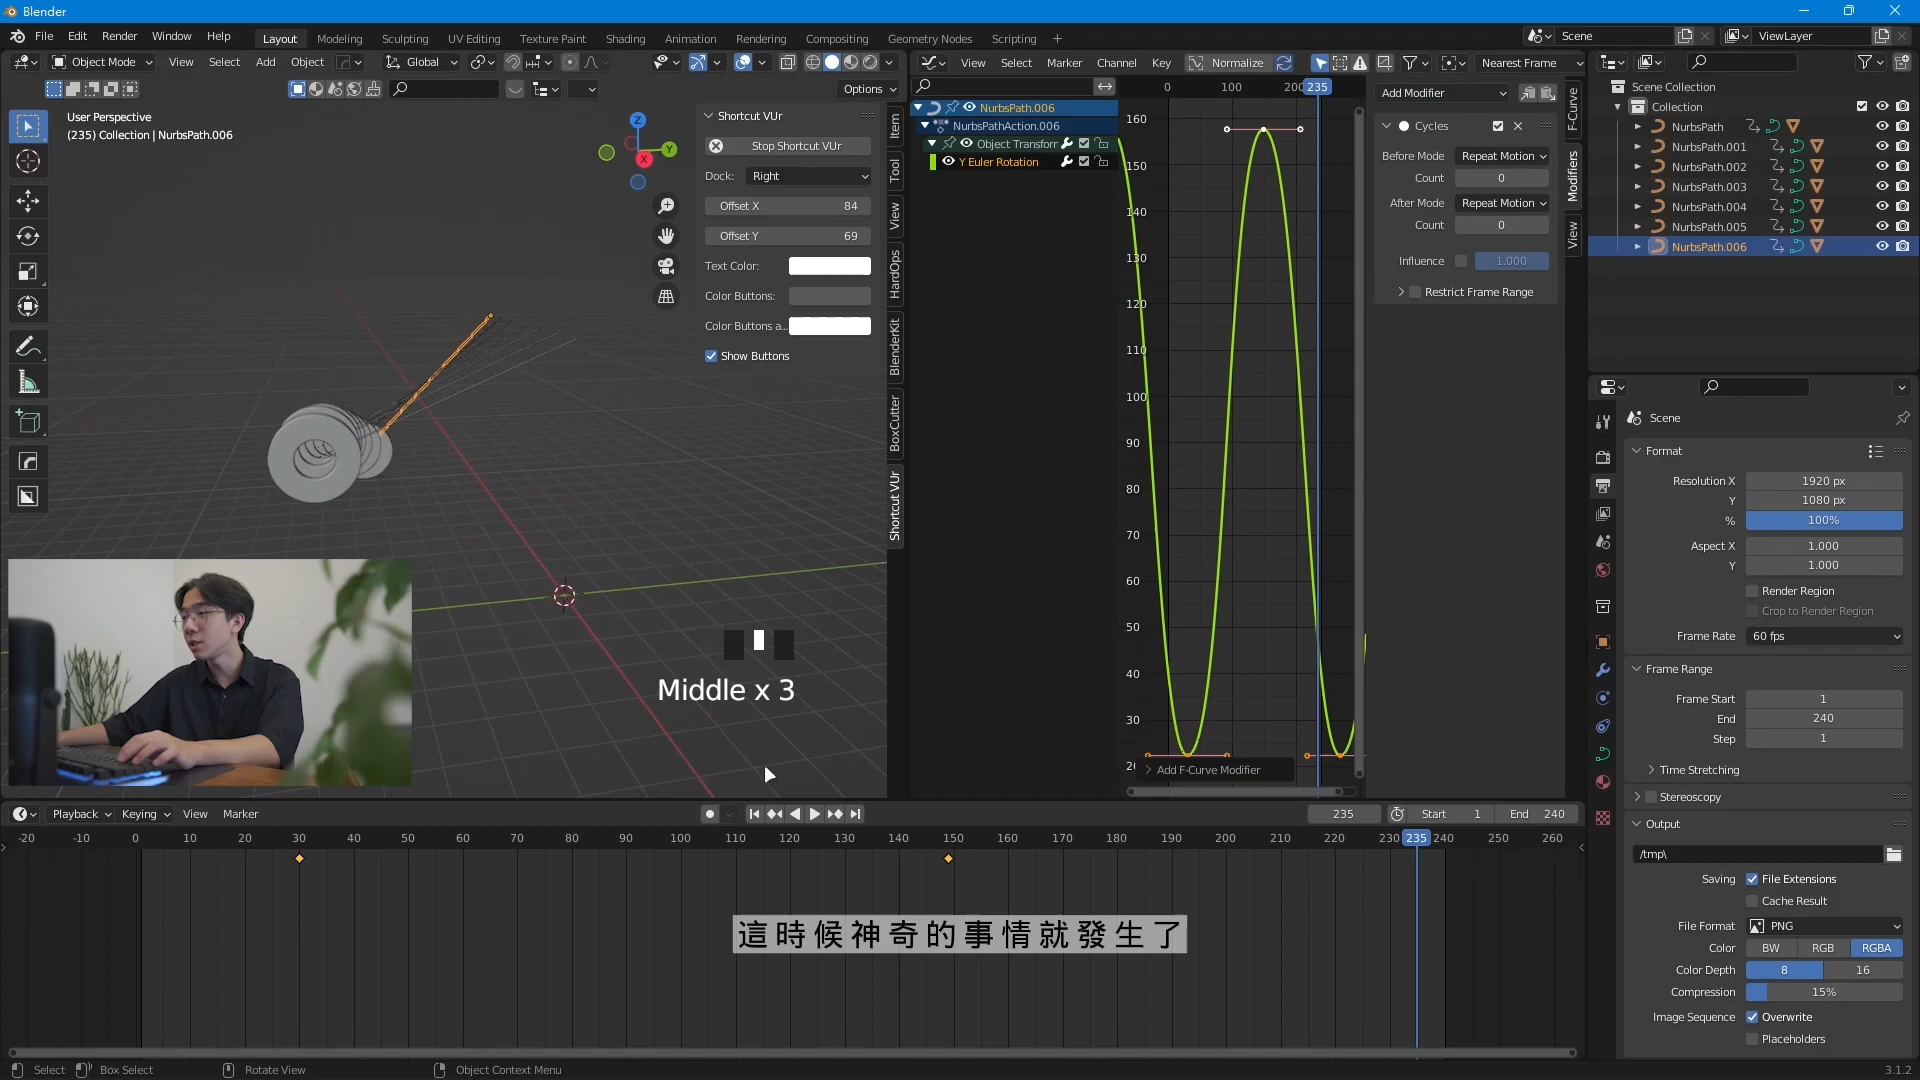 Blender
File Edit Render Window Help
Layout Modeling Sculpting UV Editing Texture Paint Shading Animation Rendering Compositing Geometry Nodes Scripting
Scene
ViewLayer
Object Mode View Select Add Object Global
Options
User Perspective
(235) Collection | NurbsPath.006
Z
Y
X
Shortcut VUr
Stop Shortcut VUr
Dock: Right
Offset X 84
Offset Y 69
Text Color:
Color Buttons:
Color Buttons a...
Show Buttons
Item
Tool
View
HardOps
BlenderKit
BoxCutter
Shortcut VUr
Middle x 3
View Select Marker Channel Key Normalize Nearest Frame
0 100 200 235
NurbsPath.006
NurbsPathAction.006
Object Transforr
Y Euler Rotation
160
150
140
130
120
110
100
90
80
70
60
50
40
30
20
Add F-Curve Modifier
Add Modifier
Cycles
Before Mode Repeat Motion
Count 0
After Mode Repeat Motion
Count 0
Influence 1.000
Restrict Frame Range
F-Curve
Modifiers
View
Scene Collection
Collection
NurbsPath
NurbsPath.001
NurbsPath.002
NurbsPath.003
NurbsPath.004
NurbsPath.005
NurbsPath.006
Scene
Format
Resolution X 1920 px
Y 1080 px
% 100%
Aspect X 1.000
Y 1.000
Render Region
Crop to Render Region
Frame Rate 60 fps
Frame Range
Frame Start 1
End 240
Step 1
Time Stretching
Stereoscopy
Output
/tmp\
Saving File Extensions
Cache Result
File Format PNG
Color BW RGB RGBA
Color Depth 8 16
Compression 15%
Image Sequence Overwrite
Placeholders
Playback Keying View Marker
235 Start 1 End 240
-20 -10 0 10 20 30 40 50 60 70 80 90 100 110 120 130 140 150 160 170 180 190 200 210 220 230 235 240 250 260
這時候神奇的事情就發生了
Select Box Select Rotate View Object Context Menu
3.1.2